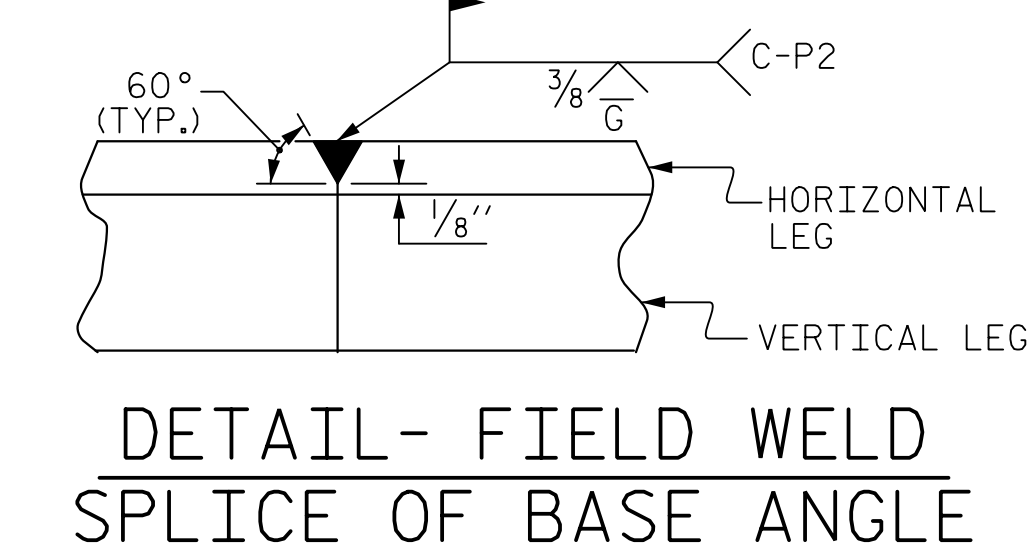 60°
(TYP.)
3/8
G
C-P2
1/8"
HORIZONTAL
LEG
VERTICAL LEG
DETAIL- FIELD WELD
SPLICE OF BASE ANGLE